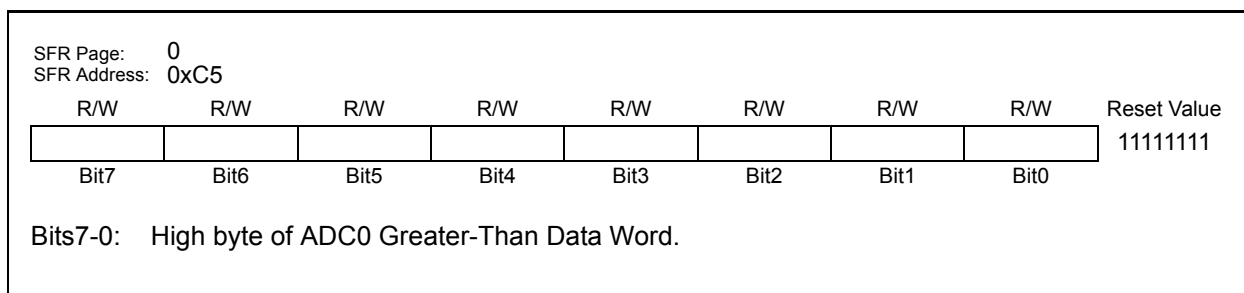 SFR Page: 0
SFR Address: 0xC5
R/W R/W R/W R/W R/W R/W R/W R/W Reset Value
11111111
Bit7 Bit6 Bit5 Bit4 Bit3 Bit2 Bit1 Bit0
Bits7-0: High byte of ADC0 Greater-Than Data Word.